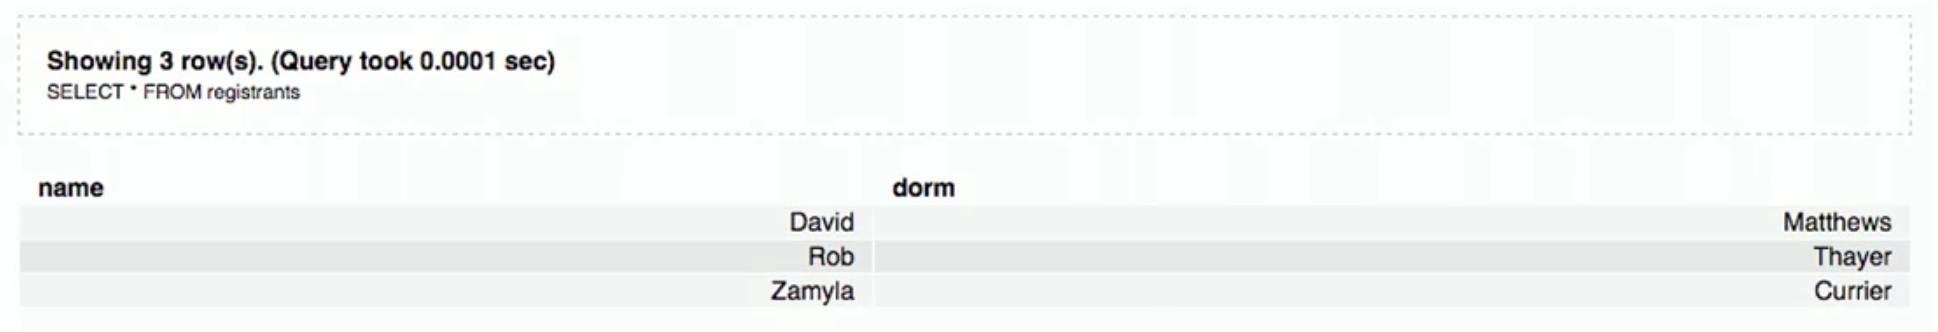 Showing 3 row(s). (Query took 0.0001 sec)
SELECT * FROM registrants
name dorm
David Matthews
Rob Thayer
Zamyla Currier